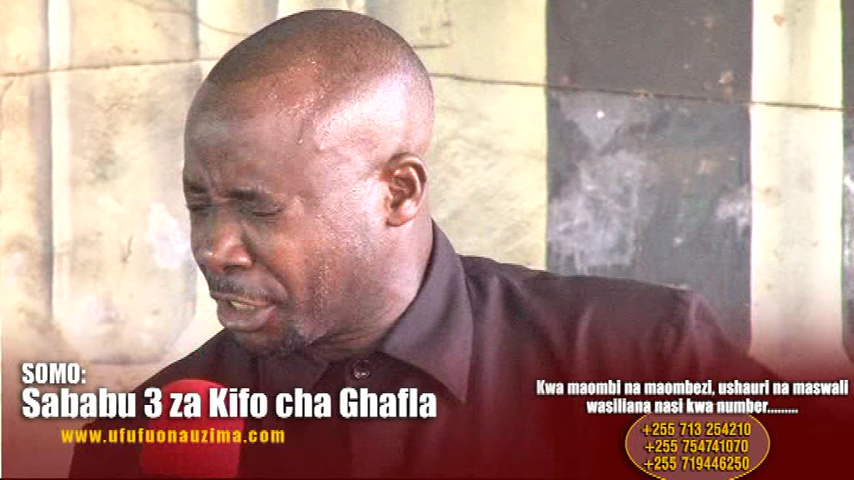 SOMO:
Sababu 3 za Kifo cha Ghafla
www.ufufuonauzima.com
Kwa maombi na maombezi, ushauri na maswali
wasiliana nasi kwa number.........
+255 713 254210
+255 754741070
+255 719446250